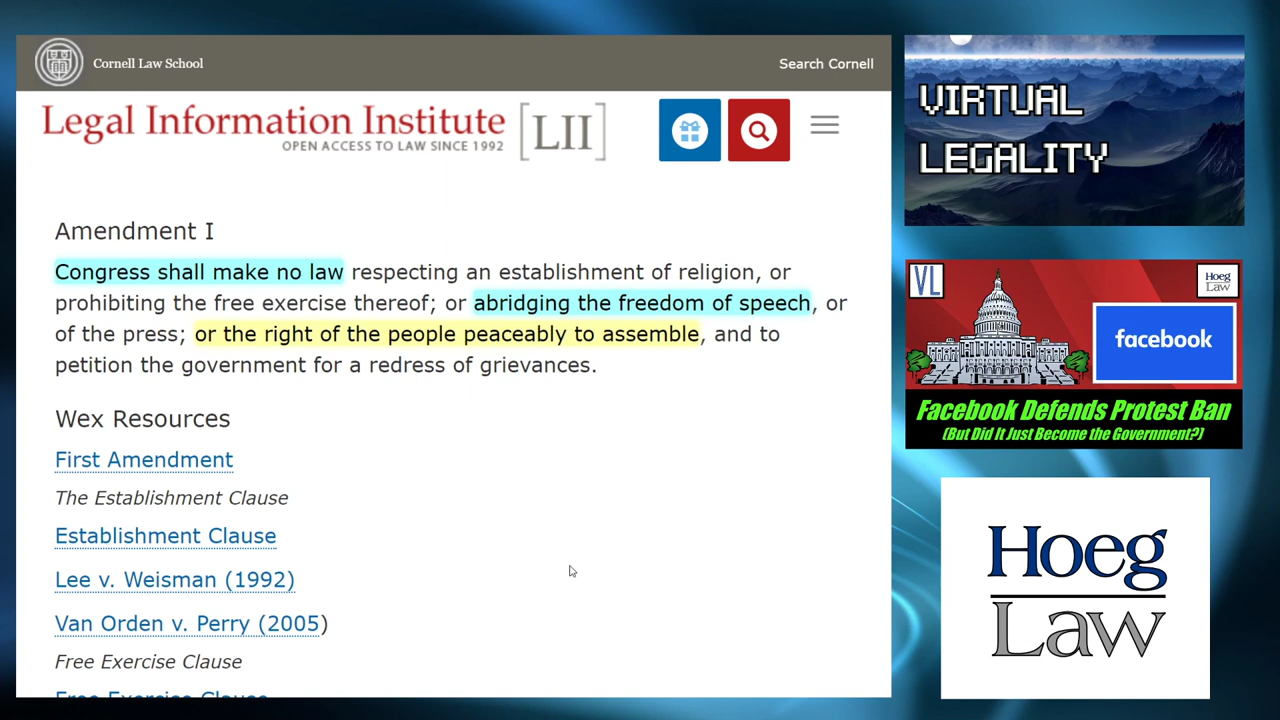 Cornell Law School
Search Cornell
Legal Information Institute [LII]
OPEN ACCESS TO LAW SINCE 1992
Amendment I
Congress shall make no law respecting an establishment of religion, or
prohibiting the free exercise thereof; or abridging the freedom of speech, or
of the press; or the right of the people peaceably to assemble, and to
petition the government for a redress of grievances.
Wex Resources
First Amendment
The Establishment Clause
Establishment Clause
Lee v. Weisman (1992)
Van Orden v. Perry (2005)
Free Exercise Clause
Free Exercise Clause
VIRTUAL
LEGALITY
VL
Hoeg
Law
facebook
Facebook Defends Protest Ban
(But Did It Just Become the Government?)
Hoeg
Law